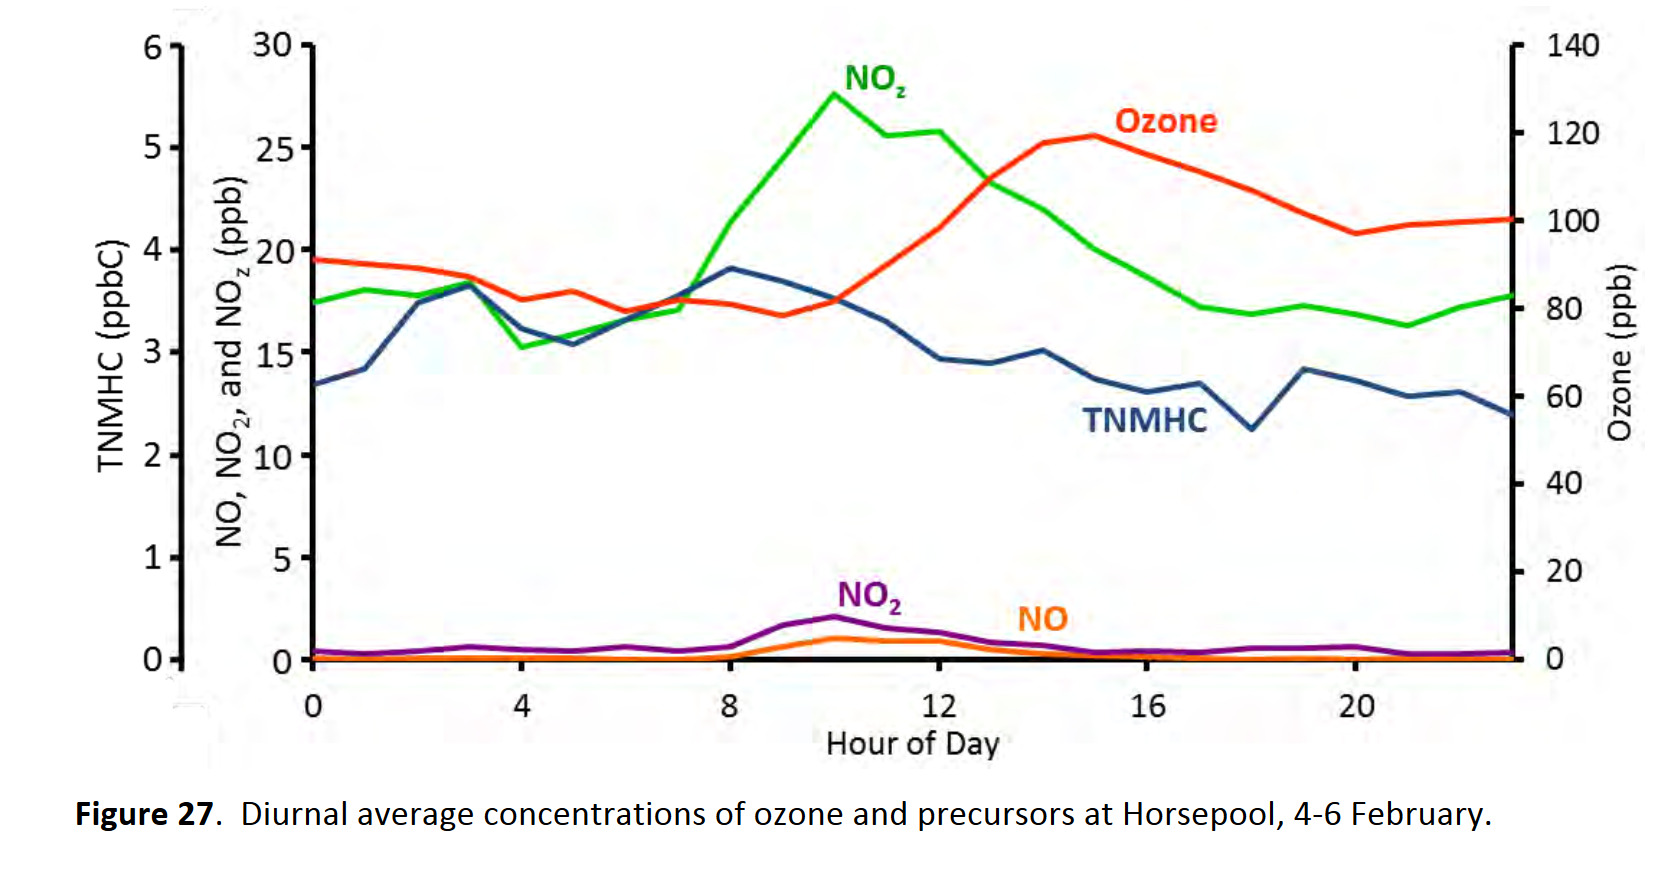 6
5
4
3
2
1
0
TNMHC (ppbC)
30
25
20
15
10
5
0
NO, NO₂, and NOz (ppb)
NOz
Ozone
TNMHC
NO₂
NO
140
120
100
80
60
40
20
0
Ozone (ppb)
0 4 8 12 16 20
Hour of Day
Figure 27. Diurnal average concentrations of ozone and precursors at Horsepool, 4-6 February.